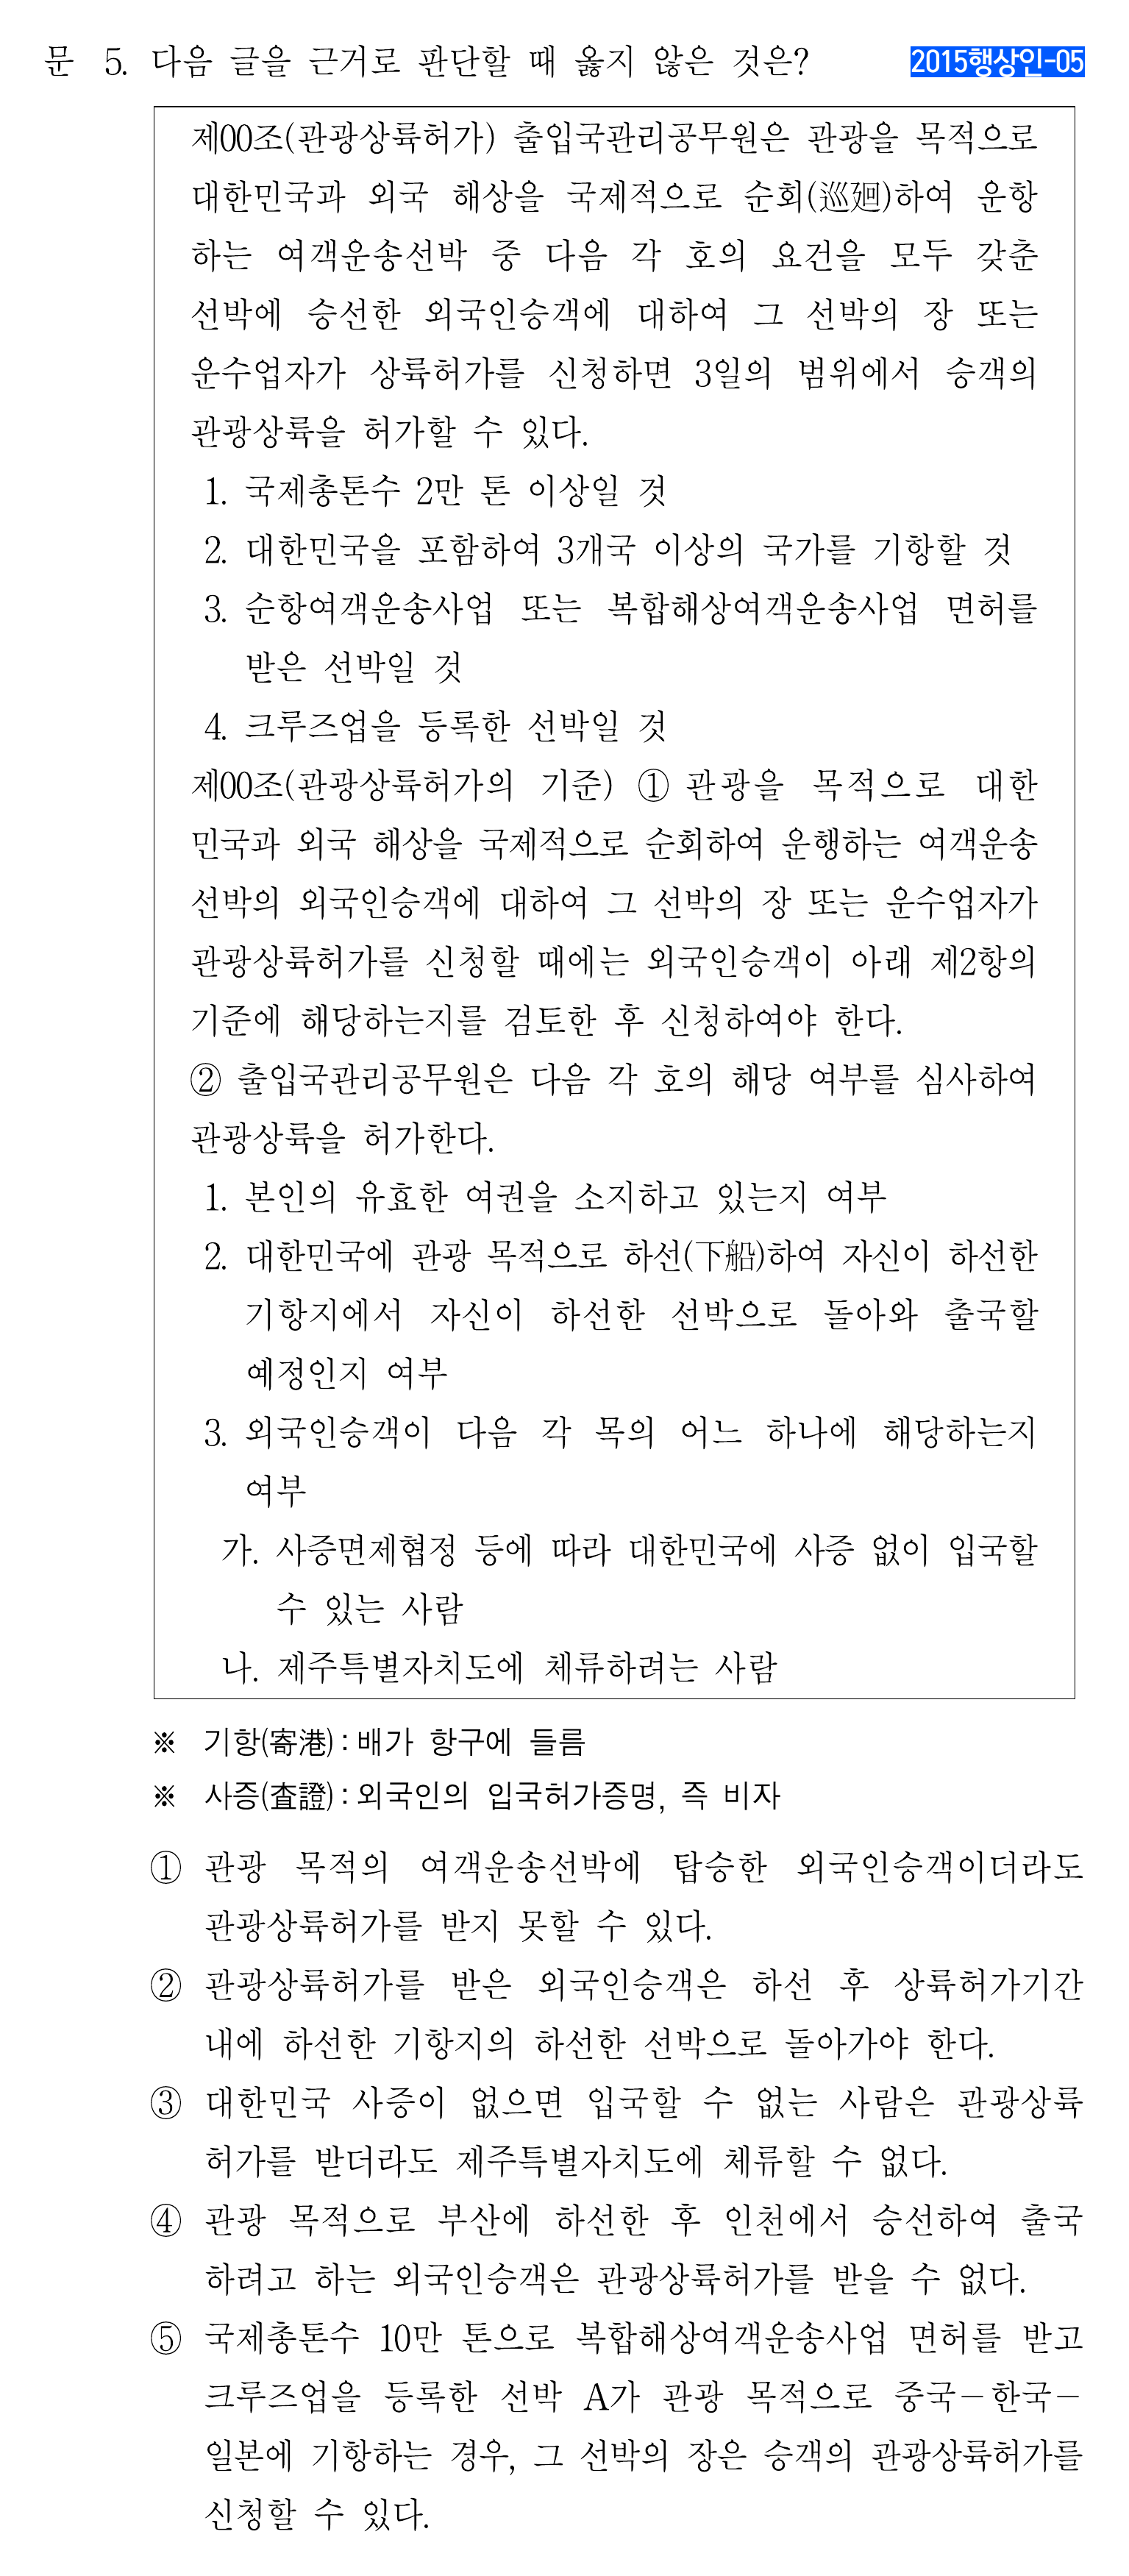 문 5. 다음 글을 근거로 판단할 때 옳지 않은 것은?
2015행상인-05
제00조(관광상륙허가) 출입국관리공무원은 관광을 목적으로
대한민국과 외국 해상을 국제적으로 순회(巡廻)하여 운항
하는 여객운송선박 중 다음 각 호의 요건을 모두 갖춘
선박에 승선한 외국인승객에 대하여 그 선박의 장 또는
운수업자가 상륙허가를 신청하면 3일의 범위에서 승객의
관광상륙을 허가할 수 있다.
1. 국제총톤수 2만 톤 이상일 것
2. 대한민국을 포함하여 3개국 이상의 국가를 기항할 것
3. 순항여객운송사업 또는 복합해상여객운송사업 면허를
받은 선박일 것
4. 크루즈업을 등록한 선박일 것
제00조(관광상륙허가의 기준) ① 관광을 목적으로 대한
민국과 외국 해상을 국제적으로 순회하여 운행하는 여객운송
선박의 외국인승객에 대하여 그 선박의 장 또는 운수업자가
관광상륙허가를 신청할 때에는 외국인승객이 아래 제2항의
기준에 해당하는지를 검토한 후 신청하여야 한다.
② 출입국관리공무원은 다음 각 호의 해당 여부를 심사하여
관광상륙을 허가한다.
1. 본인의 유효한 여권을 소지하고 있는지 여부
2. 대한민국에 관광 목적으로 하선(下船)하여 자신이 하선한
기항지에서 자신이 하선한 선박으로 돌아와 출국할
예정인지 여부
3. 외국인승객이 다음 각 목의 어느 하나에 해당하는지
여부
가. 사증면제협정 등에 따라 대한민국에 사증 없이 입국할
수 있는 사람
나. 제주특별자치도에 체류하려는 사람
※ 기항(寄港) : 배가 항구에 들름
※ 사증(査證) : 외국인의 입국허가증명, 즉 비자
① 관광 목적의 여객운송선박에 탑승한 외국인승객이더라도
관광상륙허가를 받지 못할 수 있다.
② 관광상륙허가를 받은 외국인승객은 하선 후 상륙허가기간
내에 하선한 기항지의 하선한 선박으로 돌아가야 한다.
③ 대한민국 사증이 없으면 입국할 수 없는 사람은 관광상륙
허가를 받더라도 제주특별자치도에 체류할 수 없다.
④ 관광 목적으로 부산에 하선한 후 인천에서 승선하여 출국
하려고 하는 외국인승객은 관광상륙허가를 받을 수 없다.
⑤ 국제총톤수 10만 톤으로 복합해상여객운송사업 면허를 받고
크루즈업을 등록한 선박 A가 관광 목적으로 중국-한국-
일본에 기항하는 경우, 그 선박의 장은 승객의 관광상륙허가를
신청할 수 있다.